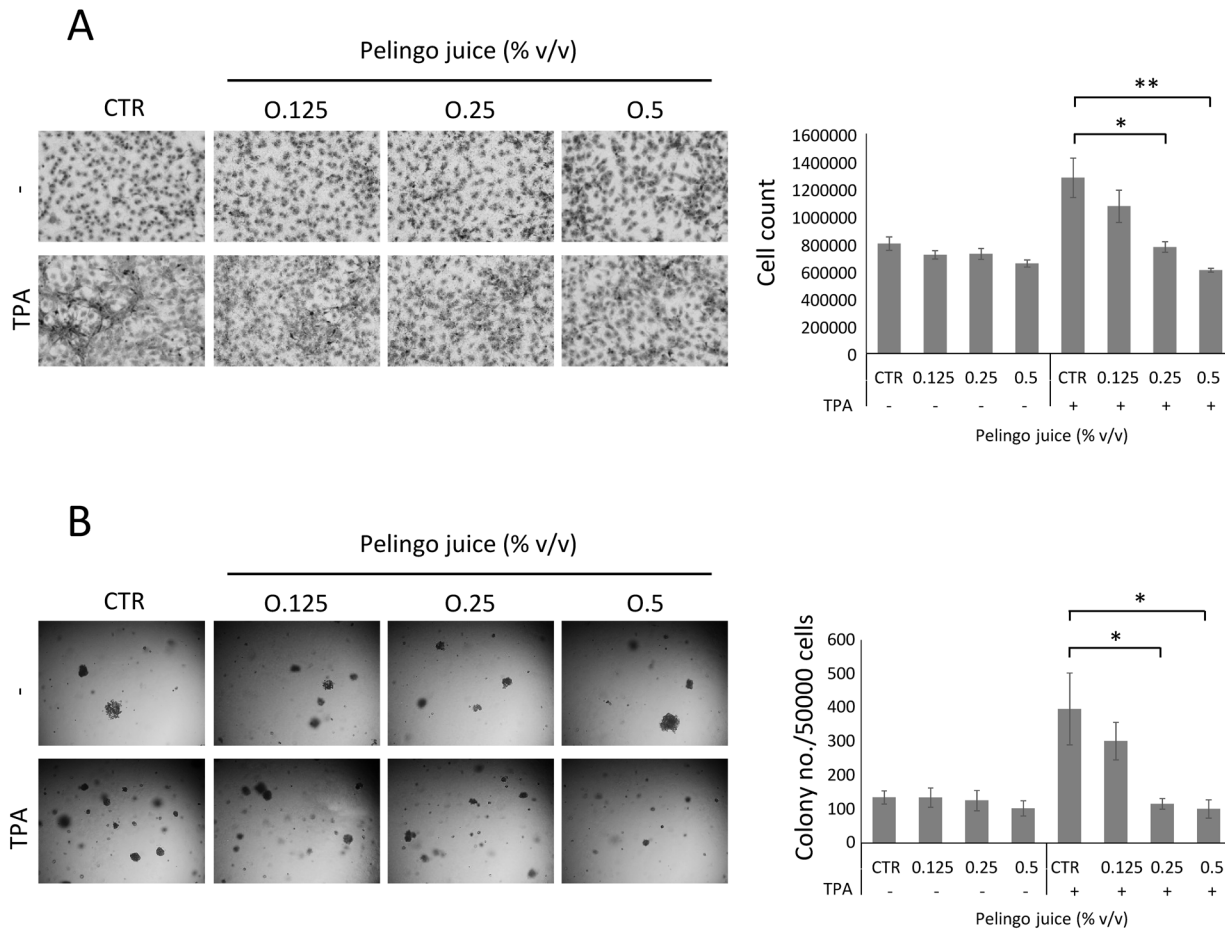 A
Pelingo juice (% v/v)
CTR O.125 O.25 O.5
-
TPA
** 
*
Cell count
1600000
1400000
1200000
1000000
800000
600000
400000
200000
0
CTR 0.125 0.25 0.5 CTR 0.125 0.25 0.5
TPA - - - - + + + +
Pelingo juice (% v/v)
B
Pelingo juice (% v/v)
CTR O.125 O.25 O.5
-
TPA
*
*
Colony no./50000 cells
600
500
400
300
200
100
0
CTR 0.125 0.25 0.5 CTR 0.125 0.25 0.5
TPA - - - - + + + +
Pelingo juice (% v/v)